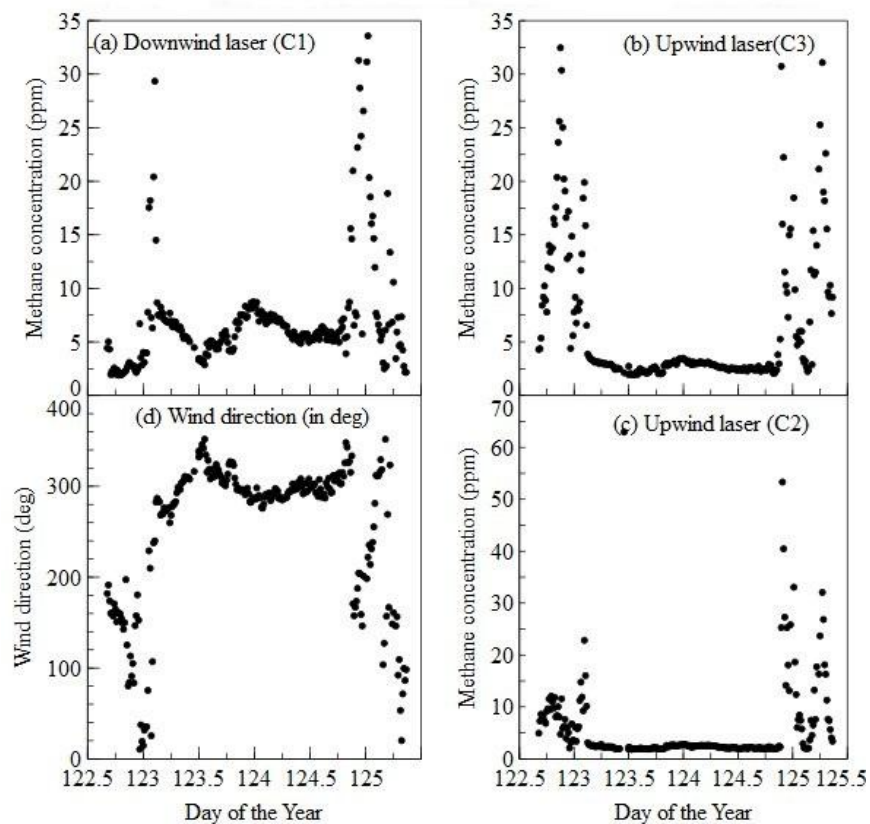 (a) Downwind laser (C1)
35
30
25
20
15
10
5
0
Methane concentration (ppm)
(b) Upwind laser(C3)
35
30
25
20
15
10
5
0
Methane concentration (ppm)
(d) Wind direction (in deg)
400
300
200
100
0
Wind direction (deg)
122.5 123 123.5 124 124.5 125
Day of the Year
(c) Upwind laser (C2)
70
60
50
40
30
20
10
0
Methane concentration (ppm)
122.5 123 123.5 124 124.5 125 125.5
Day of the Year